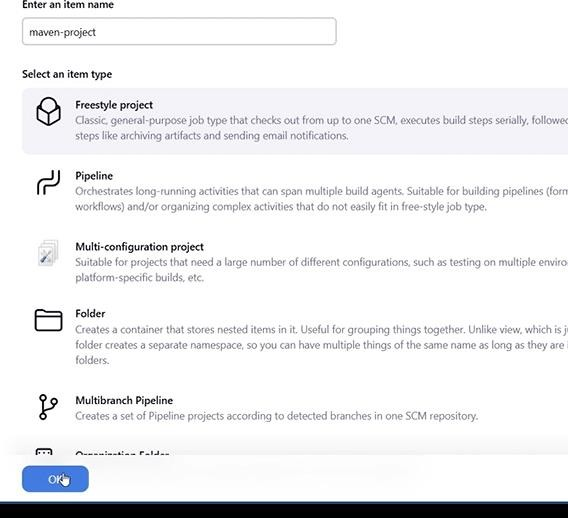 Enter an item name
maven-project
Select an item type
Freestyle project
Classic, general-purpose job type that checks out from up to one SCM, executes build steps serially, followed
steps like archiving artifacts and sending email notifications.
Pipeline
Orchestrates long-running activities that can span multiple build agents. Suitable for building pipelines (form
workflows) and/or organizing complex activities that do not easily fit in free-style job type.
Multi-configuration project
Suitable for projects that need a large number of different configurations, such as testing on multiple enviro
platform-specific builds, etc.
Folder
Creates a container that stores nested items in it. Useful for grouping things together. Unlike view, which is ju
folder creates a separate namespace, so you can have multiple things of the same name as long as they are i
folders.
Multibranch Pipeline
Creates a set of Pipeline projects according to detected branches in one SCM repository.
Organization Folder
OK